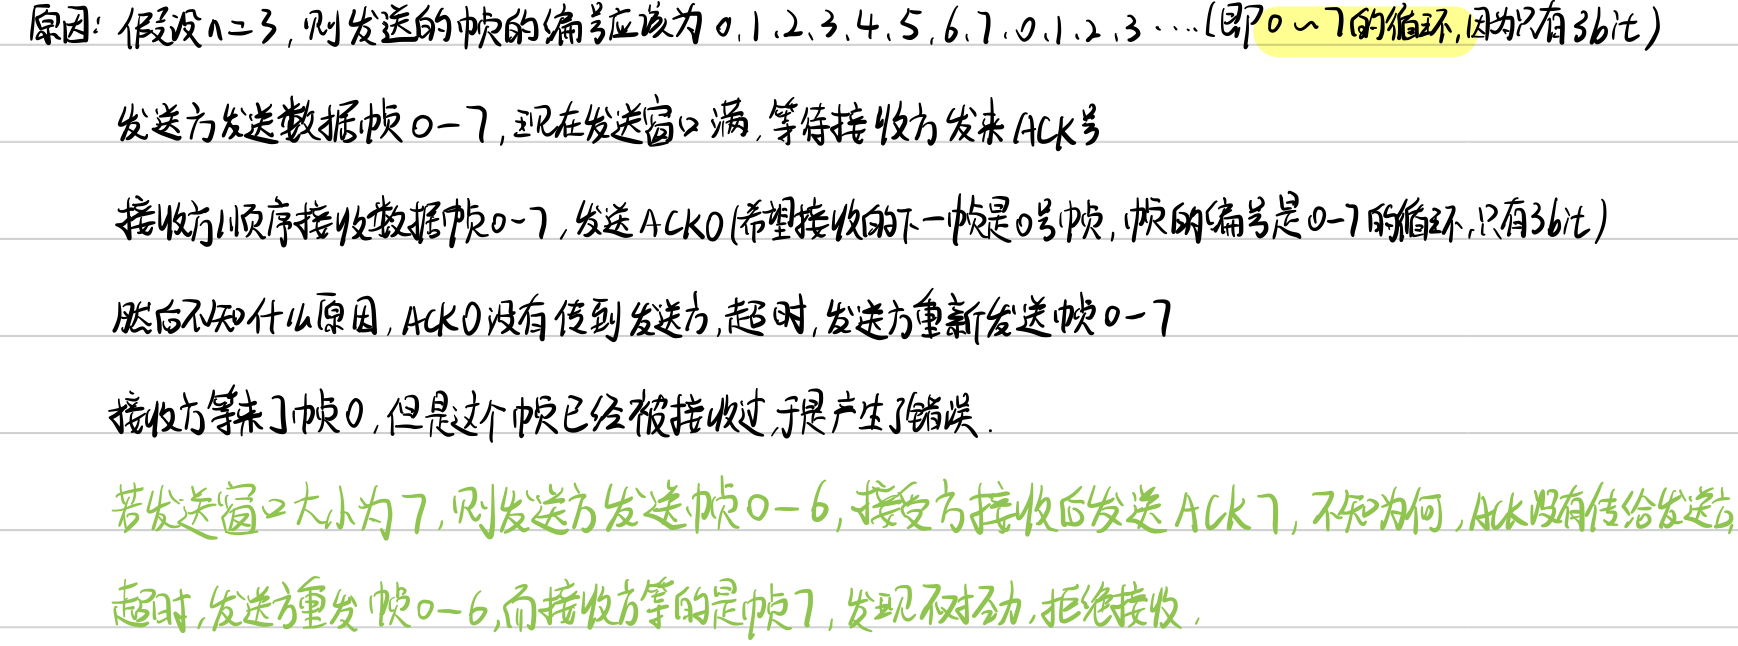 原因：假设n=3，则发送的帧的编号应该为0.1.2.3.4.5.6.7.0.1.2.3····(即0~7的循环，因为只有3bit)
发送方发送数据帧0-7，现在发送窗口满，等待接收方发来ACK号
接收方顺序接收数据帧0-7，发送ACK0(希望接收的下一帧是0号帧，帧的编号是0-7的循环，只有3bit)
然后不知什么原因，ACK0没有传到发送方，超时，发送方重新发送帧0-7
接收方等来了帧0，但是这个帧已经被接收过，于是产生了错误.
若发送窗口大小为7，则发送方发送帧0-6，接受方接收后发送ACK7，不知为何，ACK没有传给发送方，
超时，发送方重发帧0-6，而接收方等的是帧7，发现不对劲，拒绝接收，